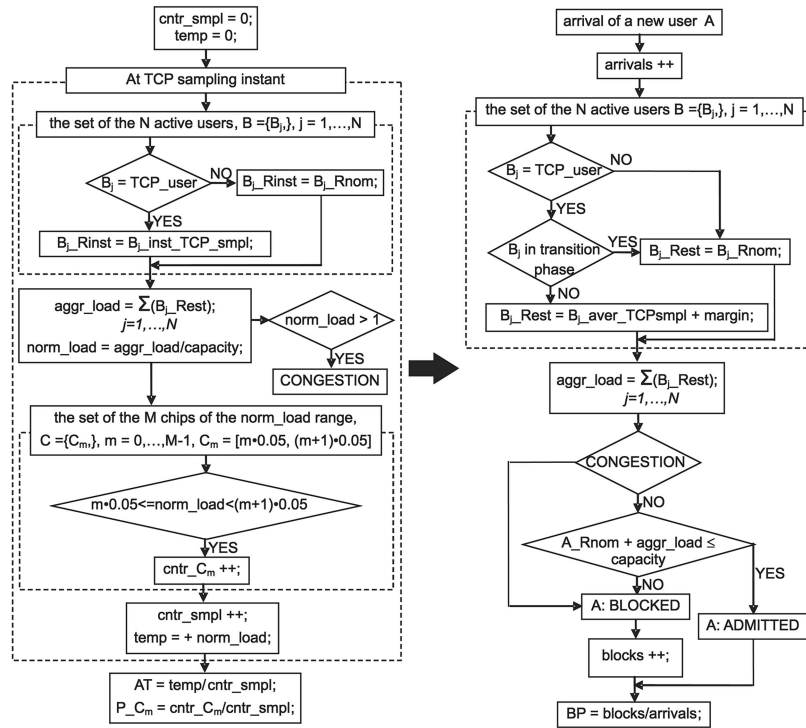 cntr_smpl = 0;
temp = 0;
At TCP sampling instant
the set of the N active users, B ={Bj,}, j = 1,…,N
Bj = TCP_user
NO
Bj_Rinst = Bj_Rnom;
YES
Bj_Rinst = Bj_inst_TCP_smpl;
aggr_load = Σ(Bj_Rest);
j=1,…,N
norm_load = aggr_load/capacity;
norm_load > 1
YES
CONGESTION
the set of the M chips of the norm_load range,
C ={Cm,}, m = 0,…,M-1, Cm = [m•0.05, (m+1)•0.05]
m•0.05<=norm_load<(m+1)•0.05
YES
cntr_Cm ++;
cntr_smpl ++;
temp = + norm_load;
AT = temp/cntr_smpl;
P_Cm = cntr_Cm/cntr_smpl;
arrival of a new user A
arrivals ++
the set of the N active users B ={Bj,}, j = 1,…,N
Bj = TCP_user
NO
YES
Bj in transition
phase
YES
Bj_Rest = Bj_Rnom;
NO
Bj_Rest = Bj_aver_TCPsmpl + margin;
aggr_load = Σ(Bj_Rest);
j=1,…,N
CONGESTION
NO
A_Rnom + aggr_load ≤
capacity
YES
NO
A: BLOCKED
A: ADMITTED
blocks ++;
BP = blocks/arrivals;